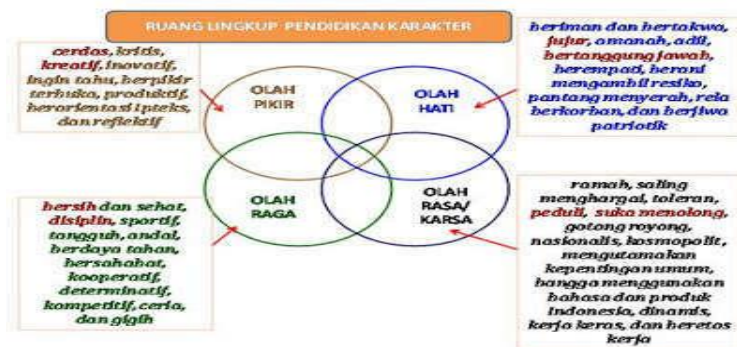 RUANG LINGKUP PENDIDIKAN KARAKTER
cerdas, kritis,
kreatif, inovatif,
ingin tahu, berpikir
terbuka, produktif,
berorientasi Ipteks,
dan reflektif
OLAH
PIKIR
OLAH
HATI
beriman dan bertakwa,
jujur, amanah, adil,
bertanggung jawab,
berempati, berani
mengambil resiko,
pantang menyerah, rela
berkorban, dan berjiwa
patriotik
bersih dan sehat,
disiplin, sportif,
tangguh, andal,
berdaya tahan,
bersahabat,
kooperatif,
determinatif,
kompetitif, ceria,
dan gigih
OLAH
RAGA
OLAH
RASA/
KARSA
ramah, saling
menghargai, toleran,
peduli, suka menolong,
gotong royong,
nasionalis, kosmopolit,
mengutamakan
kepentingan umum,
bangga menggunakan
bahasa dan produk
Indonesia, dinamis,
kerja keras, dan beretos
kerja